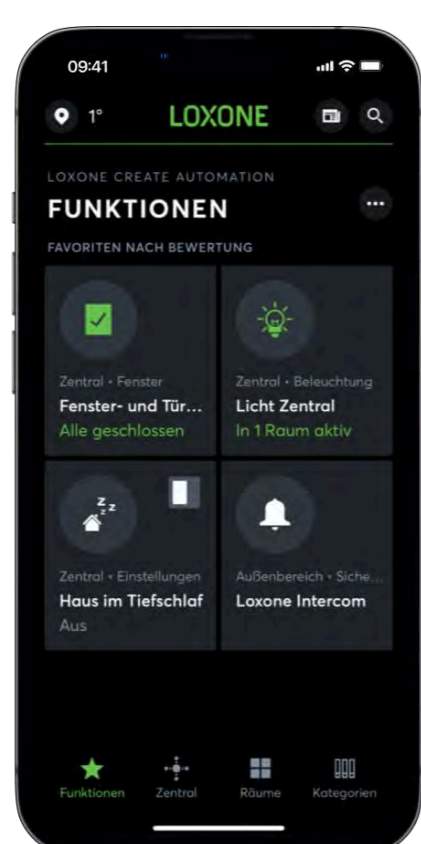 09:41
1°
LOXONE
LOXONE CREATE AUTOMATION
FUNKTIONEN
FAVORITEN NACH BEWERTUNG
Zentral • Fenster
Fenster- und Tür...
Alle geschlossen
Zentral • Beleuchtung
Licht Zentral
In 1 Raum aktiv
z z z
Zentral • Einstellungen
Haus im Tiefschlaf
Aus
Außenbereich • Siche...
Loxone Intercom
Funktionen
Zentral
Räume
Kategorien